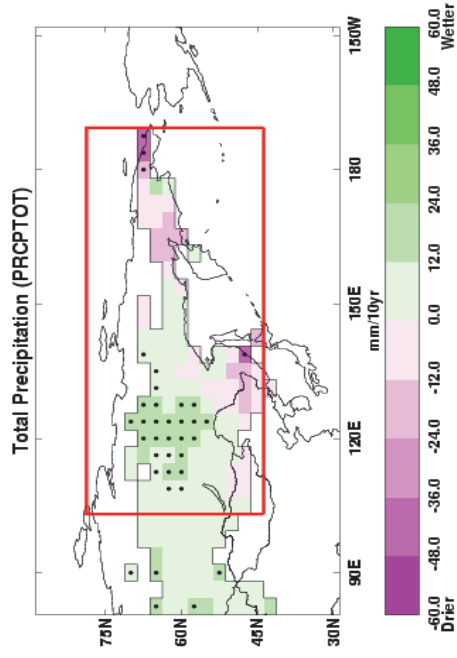 Total Precipitation (PRCPTOT)
75N
60N
45N
30N
90E
120E
150E
180
150W
mm/10yr
-60.0
-48.0
-36.0
-24.0
-12.0
0.0
12.0
24.0
36.0
48.0
60.0
Drier
Wetter